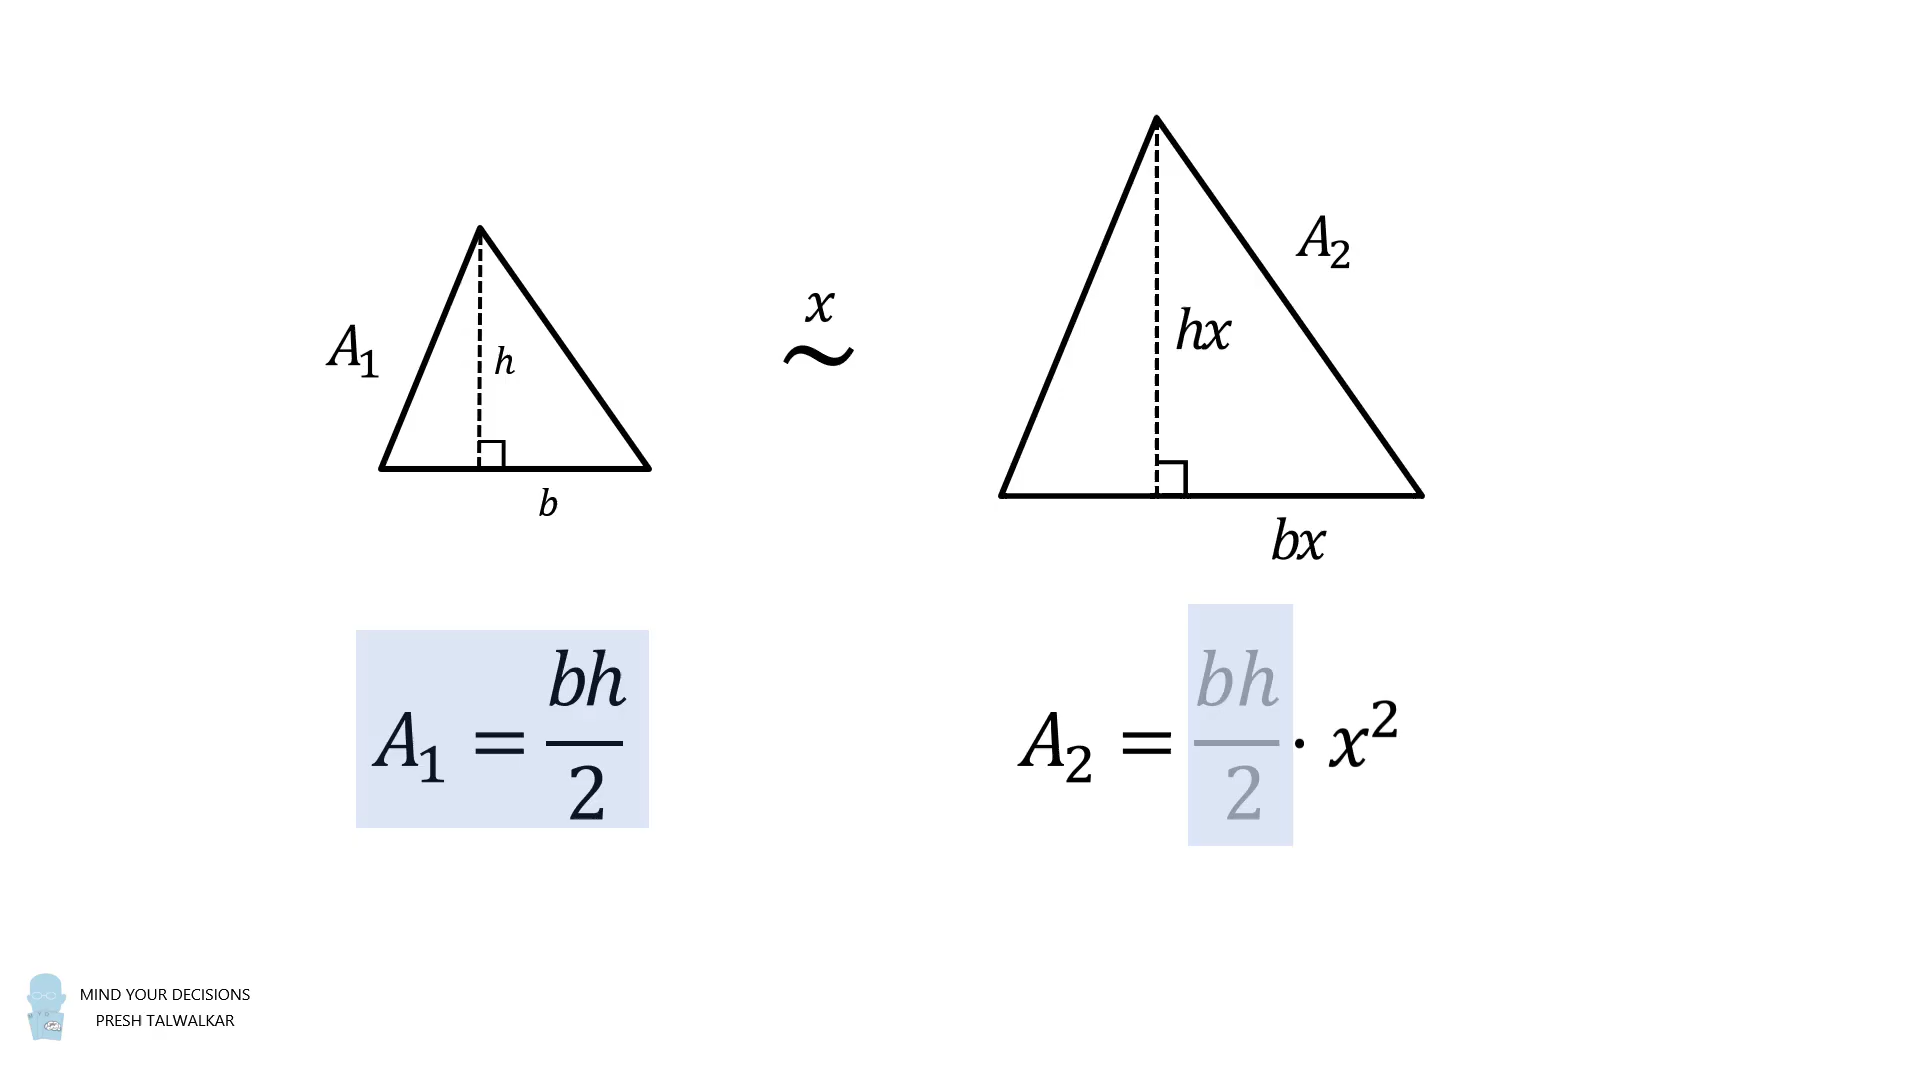 A₁
h
b
x
~
A₂
hx
bx
A₁ = bh/2
A₂ = bh/2 · x²
MIND YOUR DECISIONS
PRESH TALWALKAR